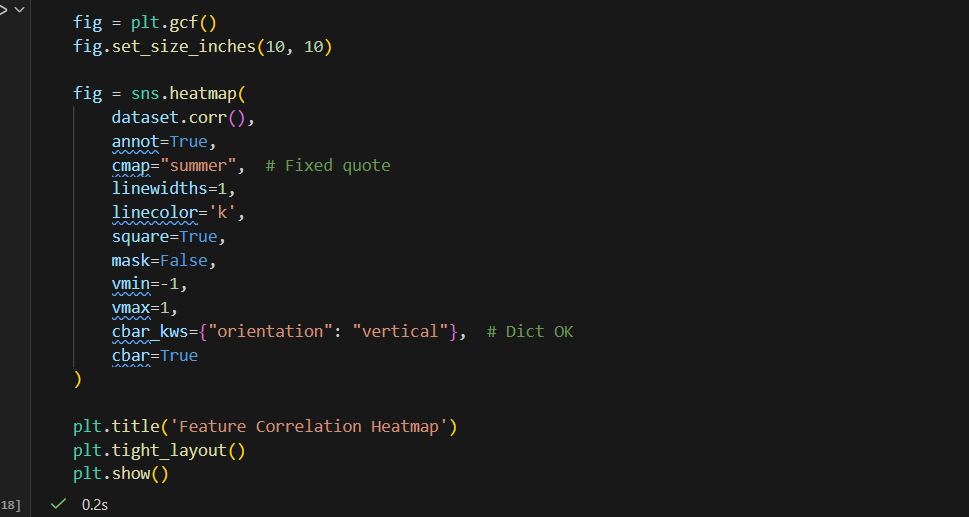 fig = plt.gcf()
fig.set_size_inches(10, 10)
fig = sns.heatmap(
    dataset.corr(),
    annot=True,
    cmap="summer",  # Fixed quote
    linewidths=1,
    linecolor='k',
    square=True,
    mask=False,
    vmin=-1,
    vmax=1,
    cbar_kws={"orientation": "vertical"},  # Dict OK
    cbar=True
)
plt.title('Feature Correlation Heatmap')
plt.tight_layout()
plt.show()
18] ✓ 0.2s